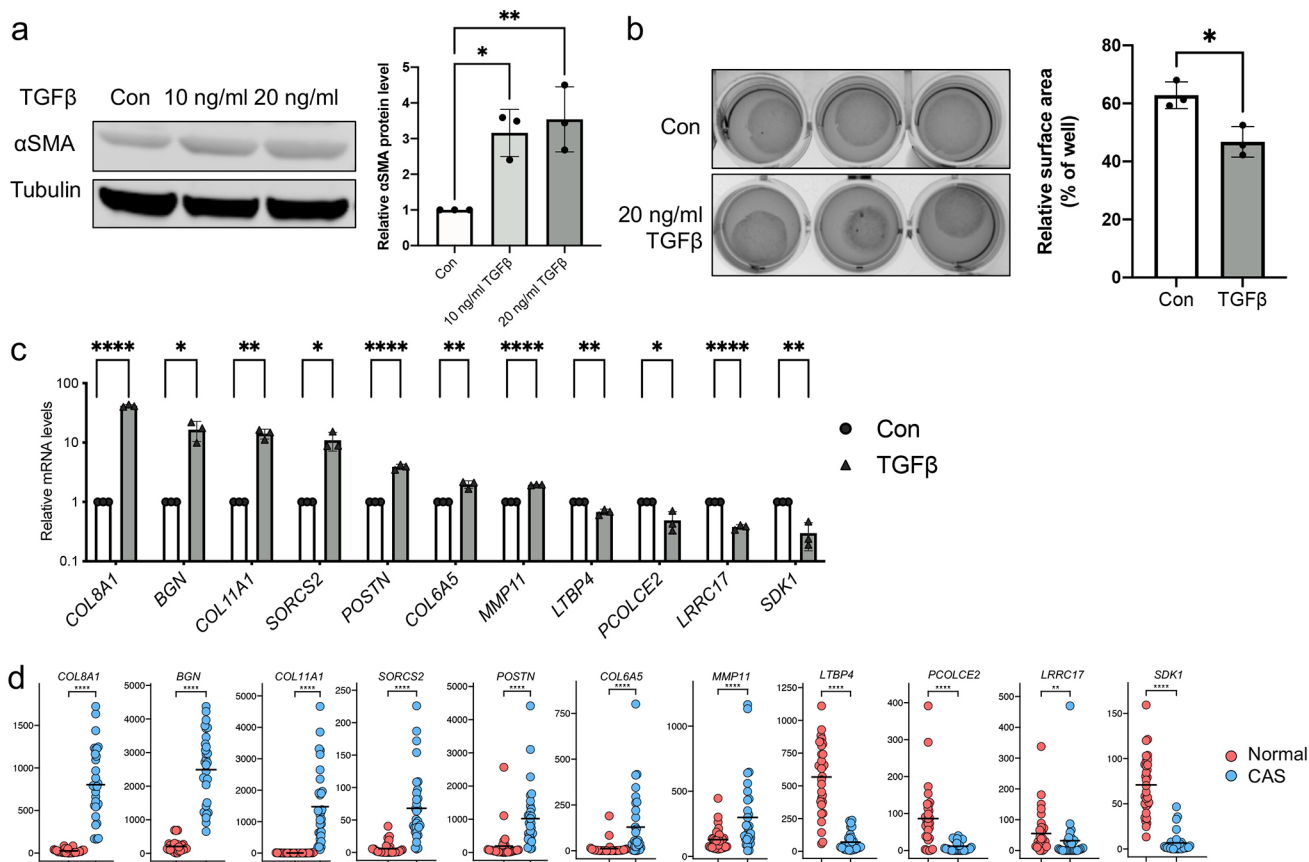 a
TGFβ Con 10 ng/ml 20 ng/ml
αSMA
Tubulin
Relative αSMA protein level
5
4
3
2
1
0
* **
Con
10 ng/ml TGFβ
20 ng/ml TGFβ
b
Con
20 ng/ml
TGFβ
Relative surface area
(% of well)
80
60
40
20
0
*
Con TGFβ
c
**** * ** * **** ** **** ** * **** **
Relative mRNA levels
100
10
1
0.1
COL8A1 BGN COL11A1 SORCS2 POSTN COL6A5 MMP11 LTBP4 PCOLCE2 LRRC17 SDK1
Con
TGFβ
d
COL8A1 BGN COL11A1 SORCS2 POSTN COL6A5 MMP11 LTBP4 PCOLCE2 LRRC17 SDK1
**** **** **** **** **** **** **** **** **** ** ****
2000
1500
1000
500
0
5000
4000
3000
2000
1000
0
5000
4000
3000
2000
1000
0
250
200
150
100
50
0
5000
4000
3000
2000
1000
0
750
500
250
0
1000
500
0
1250
1000
750
500
250
0
400
300
200
100
0
500
400
300
200
100
0
150
100
50
0
Normal
CAS